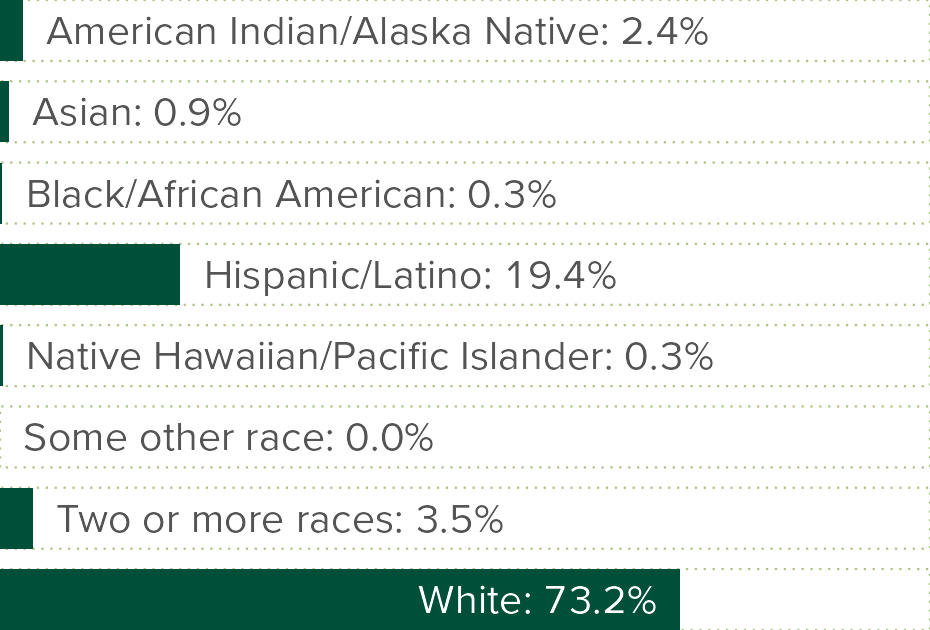 American Indian/Alaska Native: 2.4%
Asian: 0.9%
Black/African American: 0.3%
Hispanic/Latino: 19.4%
Native Hawaiian/Pacific Islander: 0.3%
Some other race: 0.0%
Two or more races: 3.5%
White: 73.2%